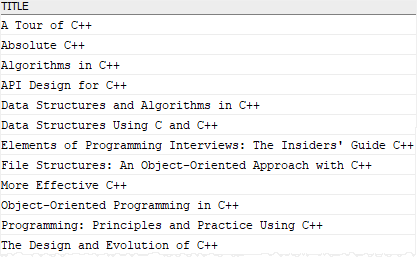 TITLE
A Tour of C++
Absolute C++
Algorithms in C++
API Design for C++
Data Structures and Algorithms in C++
Data Structures Using C and C++
Elements of Programming Interviews: The Insiders' Guide C++
File Structures: An Object-Oriented Approach with C++
More Effective C++
Object-Oriented Programming in C++
Programming: Principles and Practice Using C++
The Design and Evolution of C++